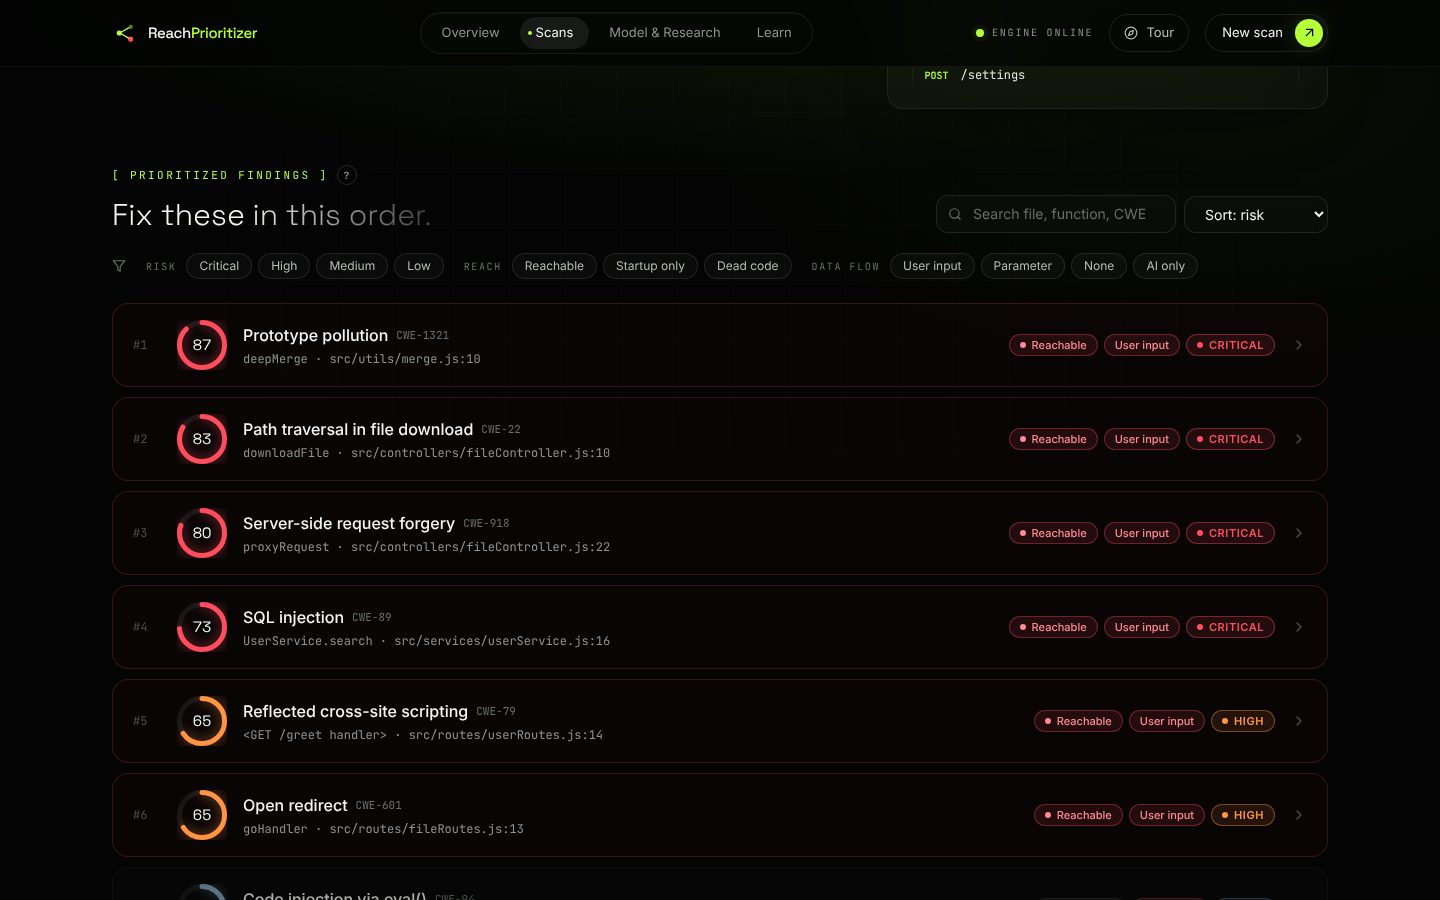 ReachPrioritizer
Overview
Scans
Model & Research
Learn
ENGINE ONLINE
Tour
New scan
POST /settings
[ PRIORITIZED FINDINGS ] ?
Fix these in this order.
Search file, function, CWE
Sort: risk
RISK Critical High Medium Low REACH Reachable Startup only Dead code DATA FLOW User input Parameter None AI only
#1 87 Prototype pollution CWE-1321
deepMerge · src/utils/merge.js:10
Reachable User input CRITICAL
#2 83 Path traversal in file download CWE-22
downloadFile · src/controllers/fileController.js:10
Reachable User input CRITICAL
#3 80 Server-side request forgery CWE-918
proxyRequest · src/controllers/fileController.js:22
Reachable User input CRITICAL
#4 73 SQL injection CWE-89
UserService.search · src/services/userService.js:16
Reachable User input CRITICAL
#5 65 Reflected cross-site scripting CWE-79
<GET /greet handler> · src/routes/userRoutes.js:14
Reachable User input HIGH
#6 65 Open redirect CWE-601
goHandler · src/routes/fileRoutes.js:13
Reachable User input HIGH
Code injection via eval() CWE-94